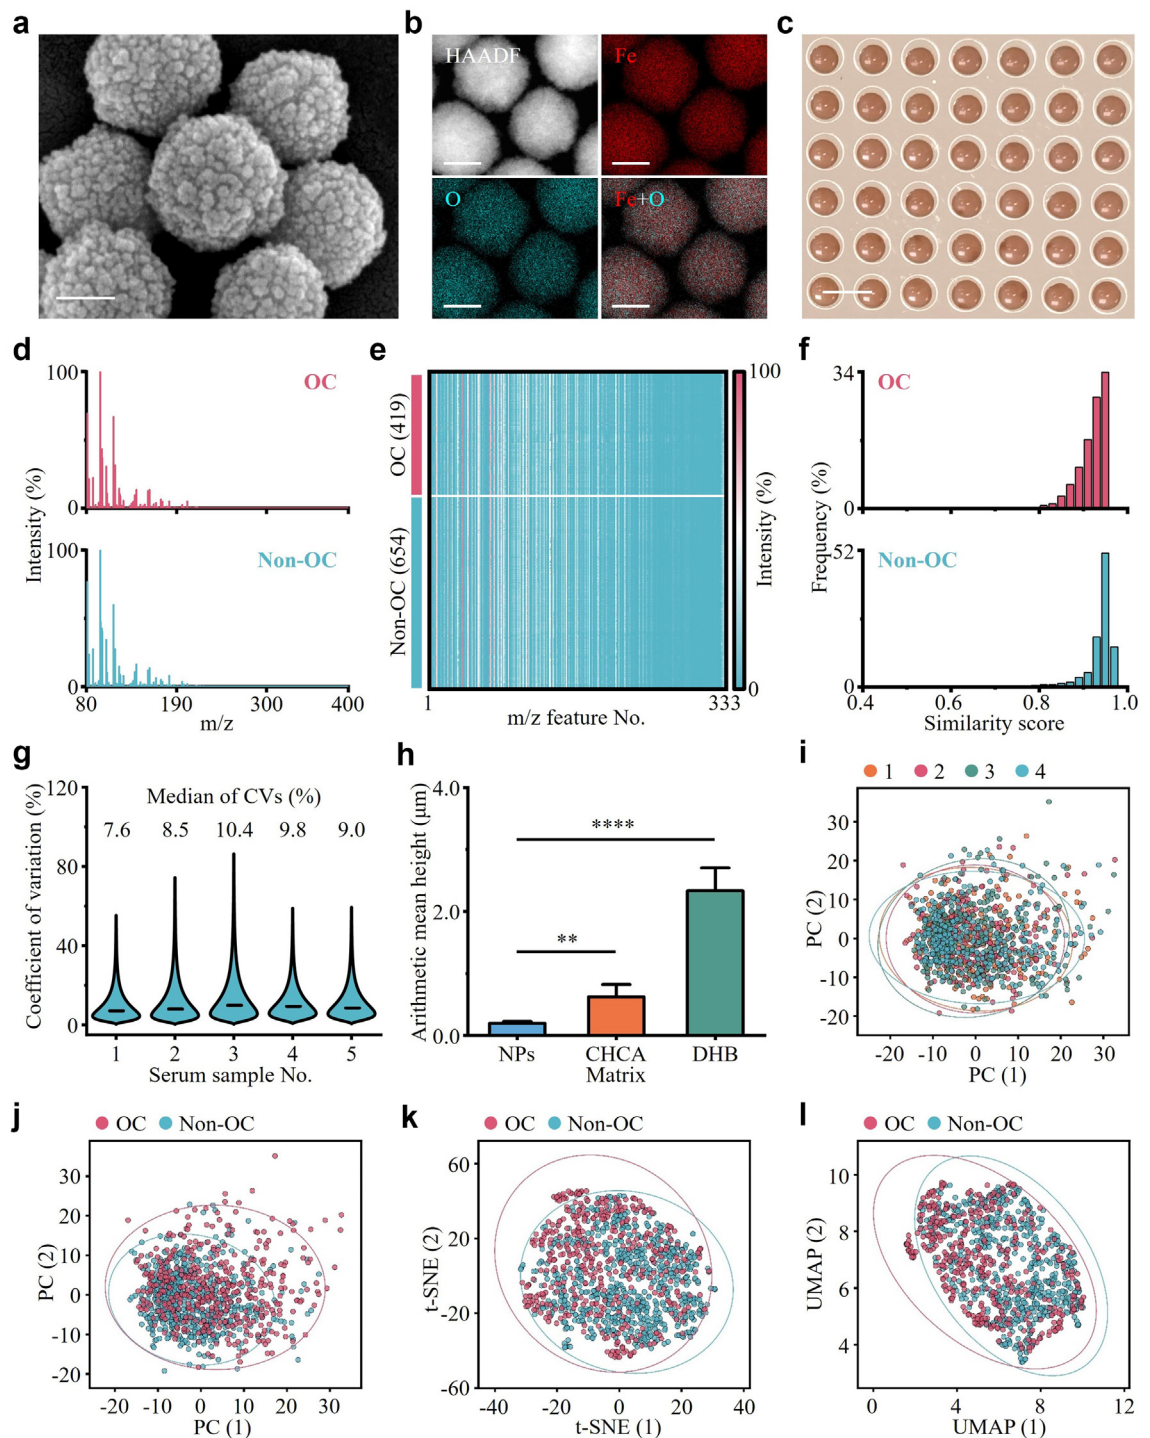 a
b
c
HAADF
Fe
O
Fe+O
d
100
OC
0
100
Non-OC
0
80
190
300
400
m/z
Intensity (%)
e
OC (419)
Non-OC (654)
1
333
m/z feature No.
100
0
Intensity (%)
f
34
OC
0
52
Non-OC
0
0.4
0.6
0.8
1.0
Similarity score
Frequency (%)
g
120
80
40
0
Median of CVs (%)
7.6
8.5
10.4
9.8
9.0
1
2
3
4
5
Serum sample No.
Coefficient of variation (%)
h
4.0
2.0
0.0
****
**
NPs
CHCA
DHB
Matrix
Arithmetic mean height (μm)
i
1
2
3
4
30
20
10
0
-10
-20
-20
-10
0
10
20
30
PC (1)
PC (2)
j
OC
Non-OC
30
20
10
0
-10
-20
-20
-10
0
10
20
30
PC (1)
PC (2)
k
OC
Non-OC
60
20
-20
-60
-40
-20
0
20
40
t-SNE (1)
t-SNE (2)
l
OC
Non-OC
10
8
6
4
0
4
8
12
UMAP (1)
UMAP (2)